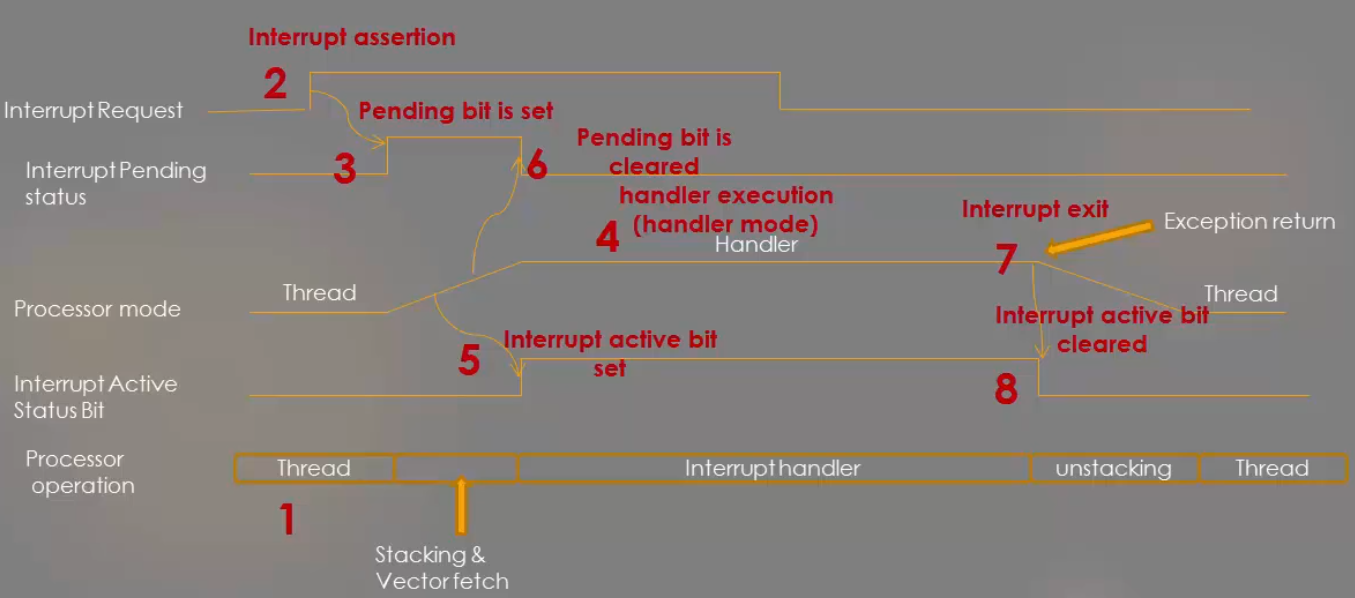 Interrupt assertion
2
Interrupt Request
Pending bit is set
3
Interrupt Pending
status
6
Pending bit is
cleared
handler execution
(handler mode)
4
Handler
Interrupt exit
7
Exception return
Processor mode
Thread
Thread
5
Interrupt active bit
set
Interrupt active bit
cleared
8
Interrupt Active
Status Bit
Processor
operation
Thread
Interrupt handler
unstacking
Thread
1
Stacking &
Vector fetch